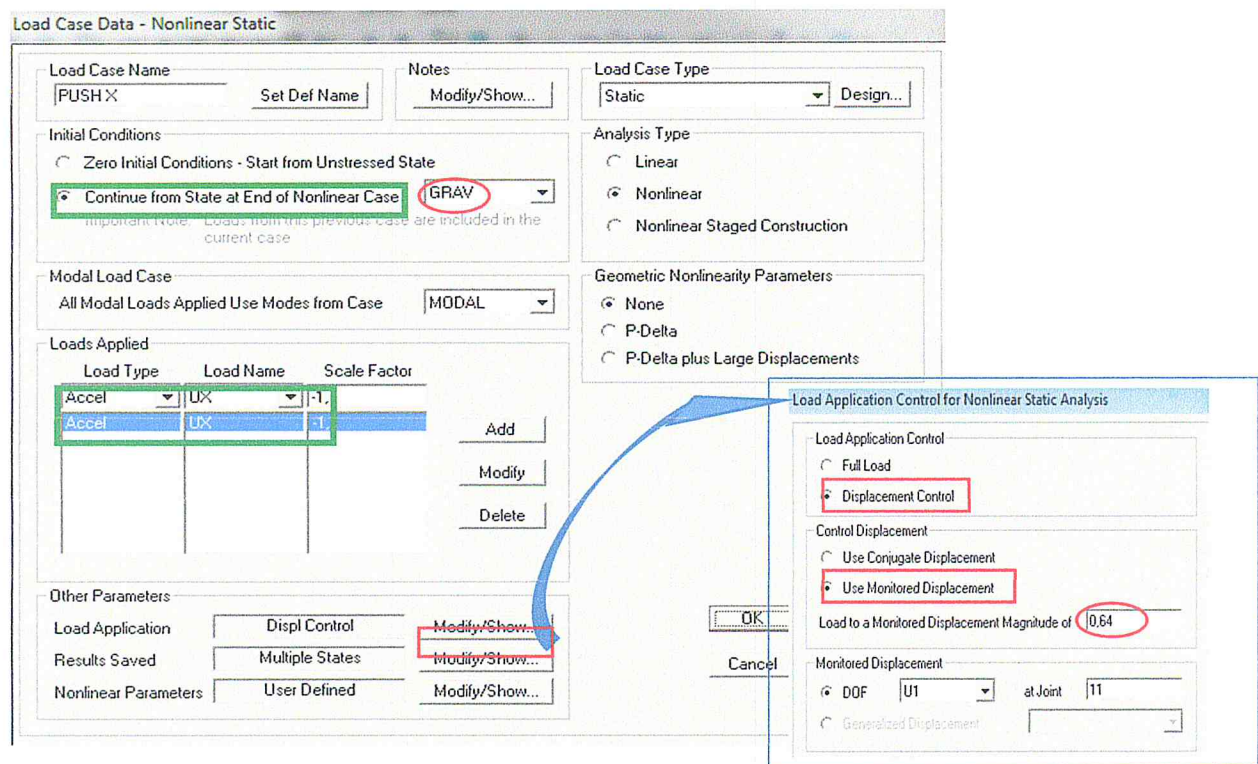 Load Case Data - Nonlinear Static
Load Case Name
PUSH X
Set Def Name
Notes
Modify/Show...
Load Case Type
Static
Design...
Initial Conditions
Zero Initial Conditions - Start from Unstressed State
Continue from State at End of Nonlinear Case
GRAV
Important Note: Loads from this previous case are included in the
current case
Analysis Type
Linear
Nonlinear
Nonlinear Staged Construction
Modal Load Case
All Modal Loads Applied Use Modes from Case
MODAL
Geometric Nonlinearity Parameters
None
P-Delta
P-Delta plus Large Displacements
Loads Applied
Load Type Load Name Scale Factor
Accel UX -1,
Accel UX -1,
Add
Modify
Delete
Other Parameters
Load Application Displ Control Modify/Show...
Results Saved Multiple States Modify/Show...
Nonlinear Parameters User Defined Modify/Show...
OK
Cancel
Load Application Control for Nonlinear Static Analysis
Load Application Control
Full Load
Displacement Control
Control Displacement
Use Conjugate Displacement
Use Monitored Displacement
Load to a Monitored Displacement Magnitude of 0,64
Monitored Displacement
DOF U1 at Joint 11
Generalized Displacement